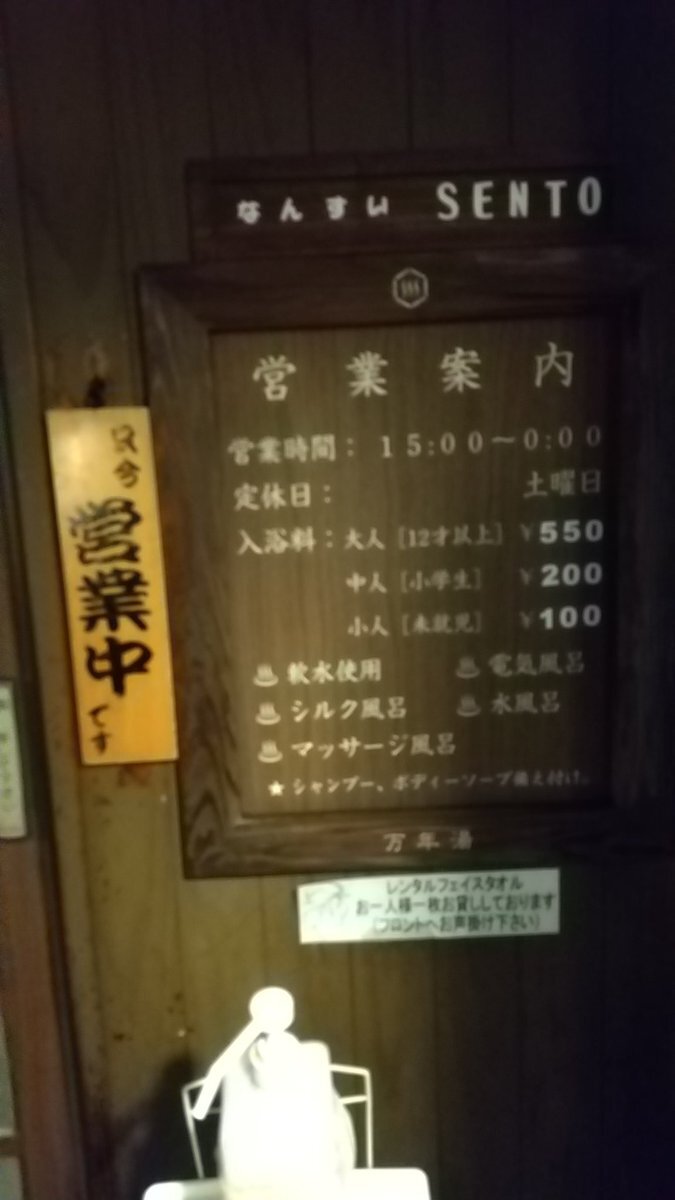 なんすい SENTO
営業案内
営業時間：15:00～0:00
定休日： 土曜日
入浴料：大人［12才以上］ ￥550
中人［小学生］ ￥200
小人［未就児］ ￥100
♨軟水使用 ♨電気風呂
♨シルク風呂 ♨水風呂
♨マッサージ風呂
★シャンプー、ボディーソープ備え付け。
万年湯
只今
営業中
です
レンタルフェイスタオル
お一人様一枚お貸ししております
（フロントへお声掛け下さい）